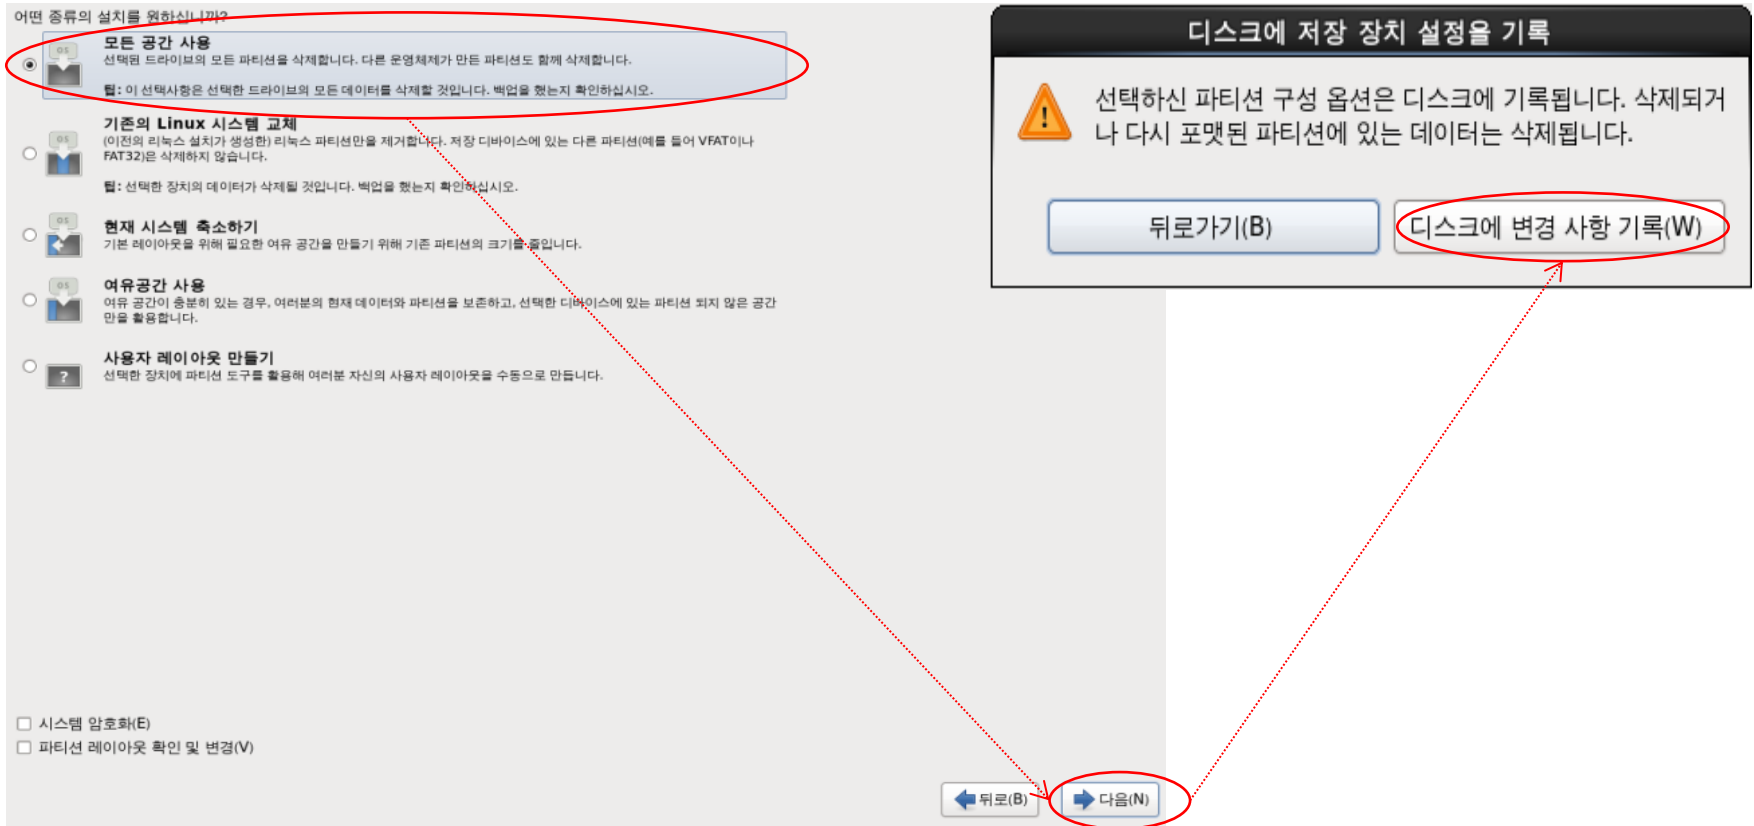 어떤 종류의 설치를 원하십니까?
OS
모든 공간 사용
선택된 드라이브의 모든 파티션을 삭제합니다. 다른 운영체제가 만든 파티션도 함께 삭제합니다.
팁: 이 선택사항은 선택한 드라이브의 모든 데이터를 삭제할 것입니다. 백업을 했는지 확인하십시오.
OS
기존의 Linux 시스템 교체
(이전의 리눅스 설치가 생성한) 리눅스 파티션만을 제거합니다. 저장 디바이스에 있는 다른 파티션(예를 들어 VFAT이나
FAT32)은 삭제하지 않습니다.
팁: 선택한 장치의 데이터가 삭제될 것입니다. 백업을 했는지 확인하십시오.
OS
현재 시스템 축소하기
기본 레이아웃을 위해 필요한 여유 공간을 만들기 위해 기존 파티션의 크기를 줄입니다.
OS
여유공간 사용
여유 공간이 충분히 있는 경우, 여러분의 현재 데이터와 파티션을 보존하고, 선택한 디바이스에 있는 파티션 되지 않은 공간
만을 활용합니다.
?
사용자 레이아웃 만들기
선택한 장치에 파티션 도구를 활용해 여러분 자신의 사용자 레이아웃을 수동으로 만듭니다.
시스템 암호화(E)
파티션 레이아웃 확인 및 변경(V)
뒤로(B)
다음(N)
디스크에 저장 장치 설정을 기록
선택하신 파티션 구성 옵션은 디스크에 기록됩니다. 삭제되거
나 다시 포맷된 파티션에 있는 데이터는 삭제됩니다.
뒤로가기(B)
디스크에 변경 사항 기록(W)